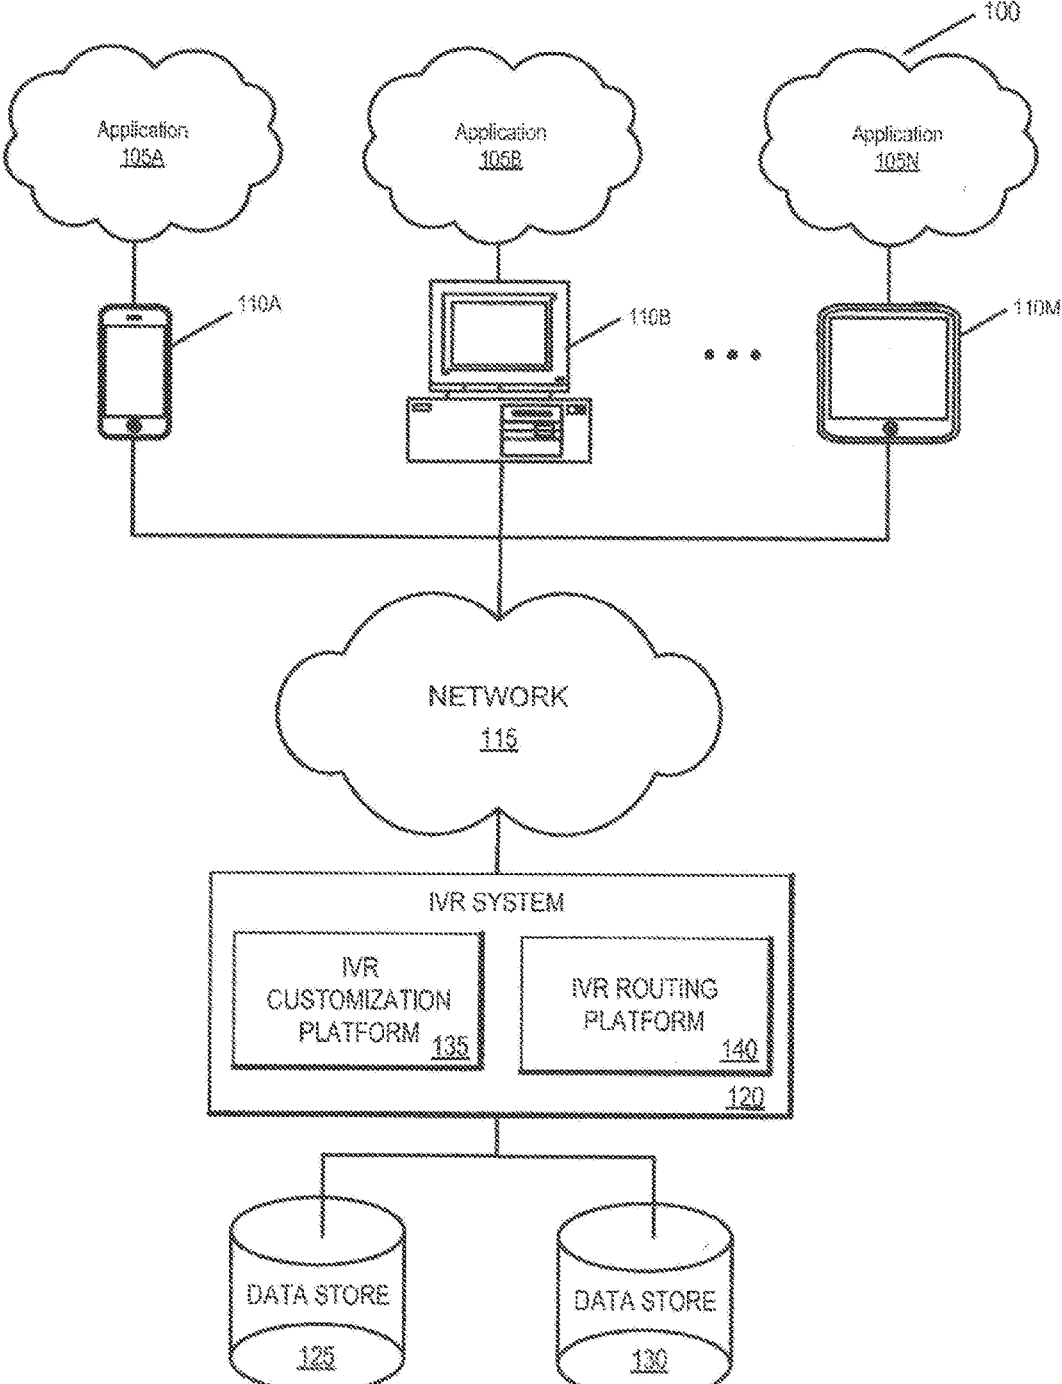 100
Application
105A
Application
105B
Application
105N
110A
110B
110M
NETWORK
115
IVR SYSTEM
IVR
CUSTOMIZATION
PLATFORM
135
IVR ROUTING
PLATFORM
140
120
DATA STORE
125
DATA STORE
130